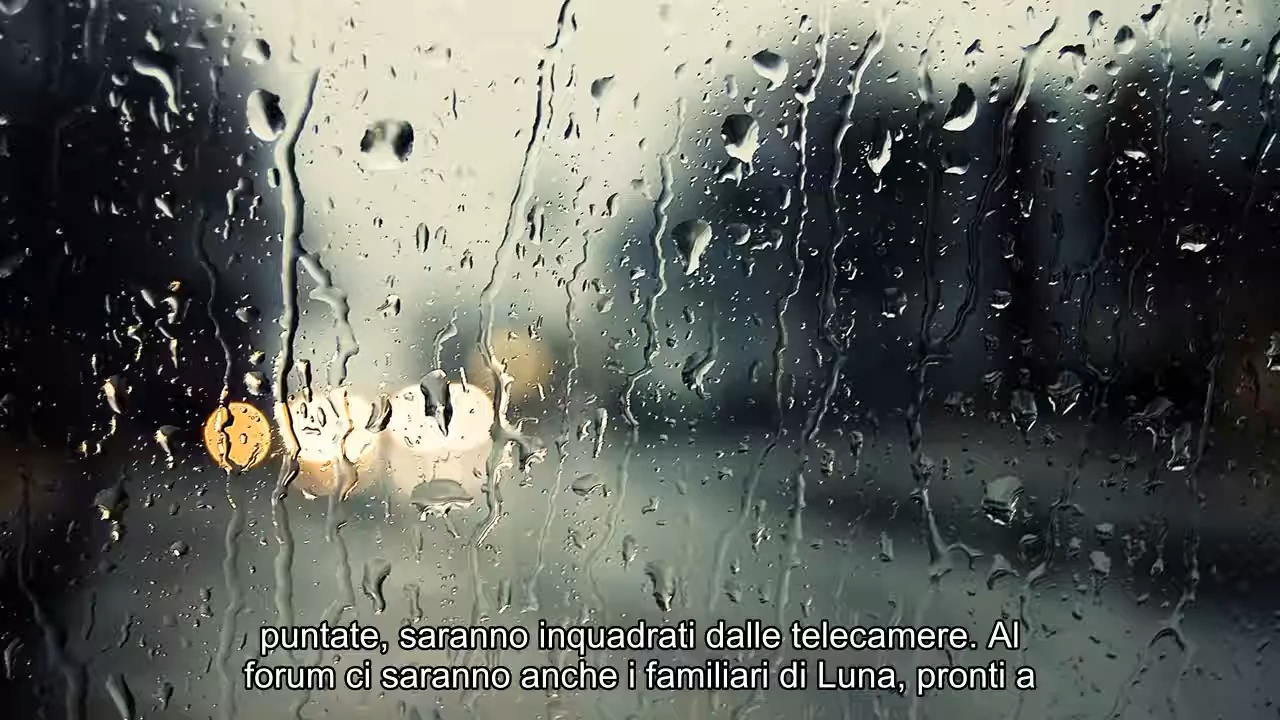 puntate, saranno inquadrati dalle telecamere. Al
forum ci saranno anche i familiari di Luna, pronti a